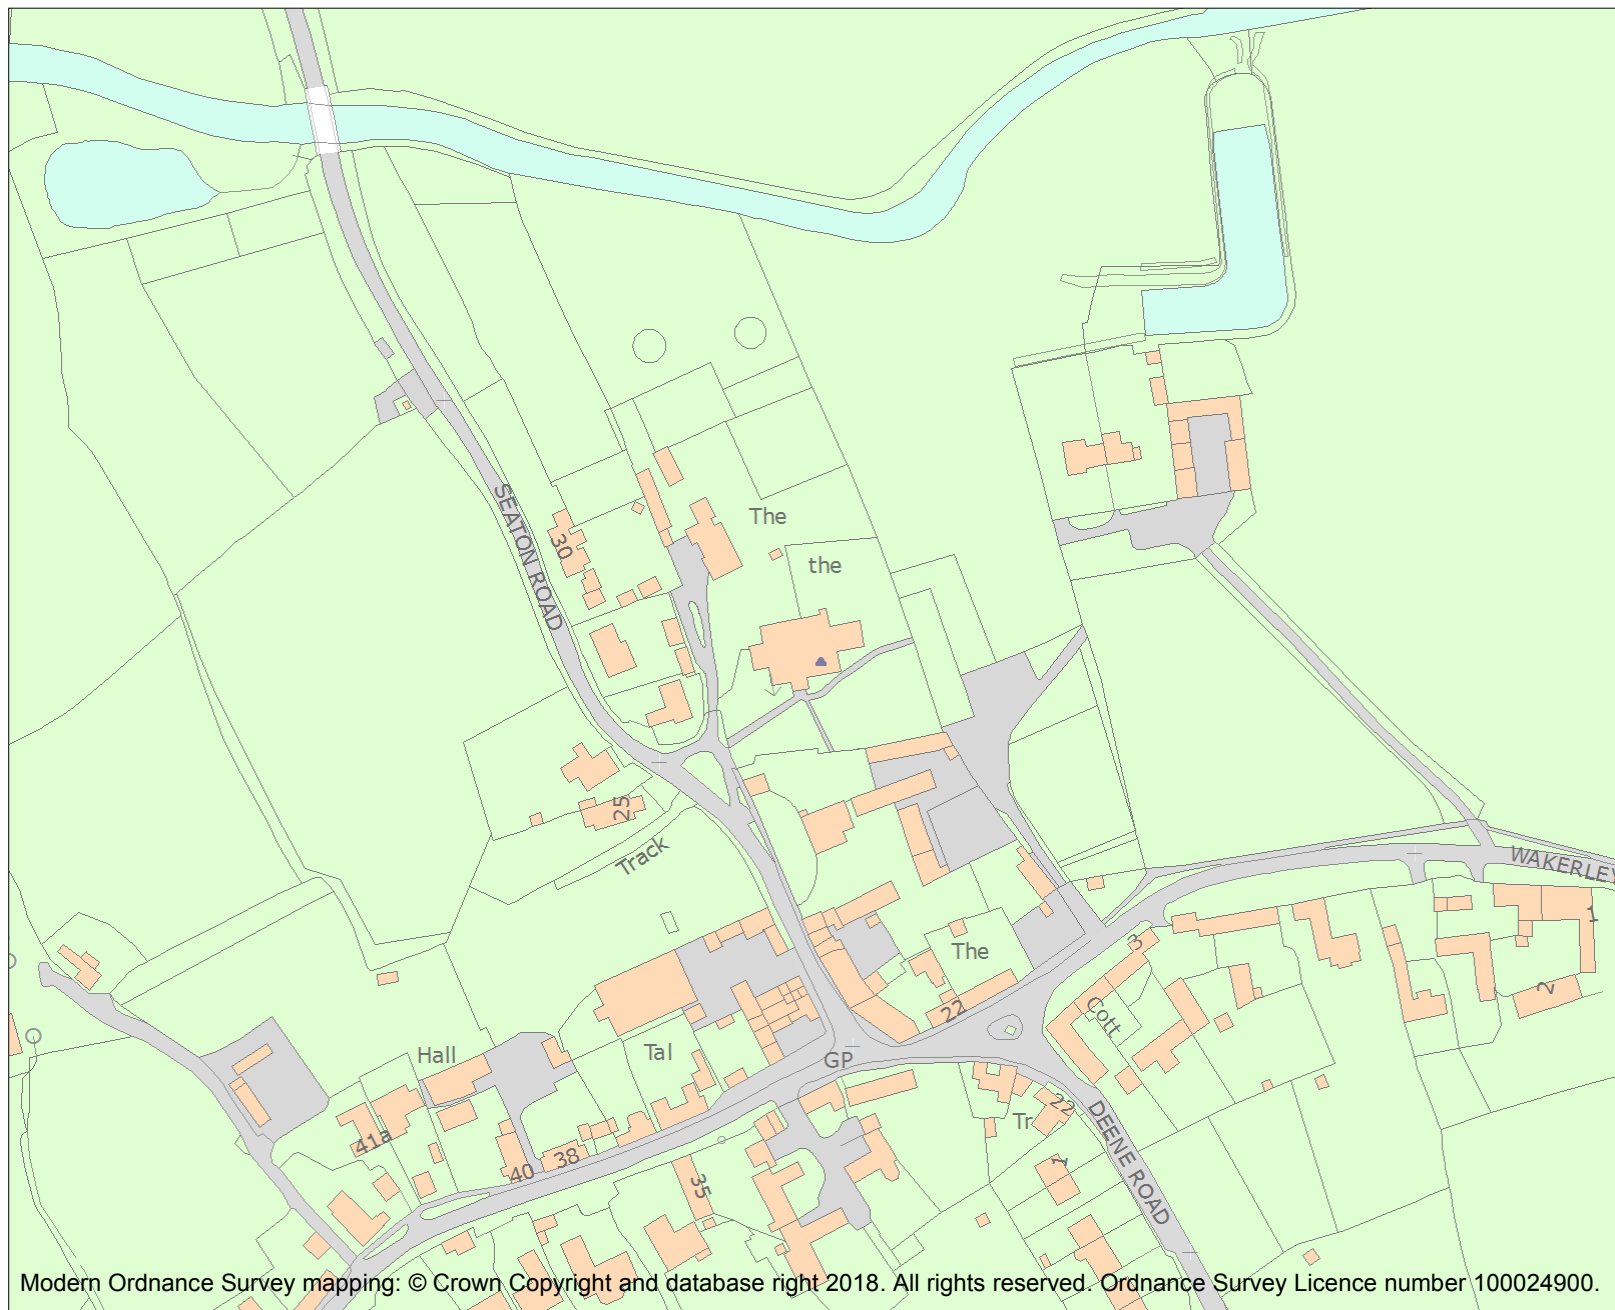 SEATON ROAD
The
30
the
25
Track
WAKERLEY
1
3
The
2
22
Cott
Hall
Tal
GP
22
Tr
DEENE ROAD
41a
38
40
1
35
Modern Ordnance Survey mapping: © Crown Copyright and database right 2018. All rights reserved. Ordnance Survey Licence number 100024900.